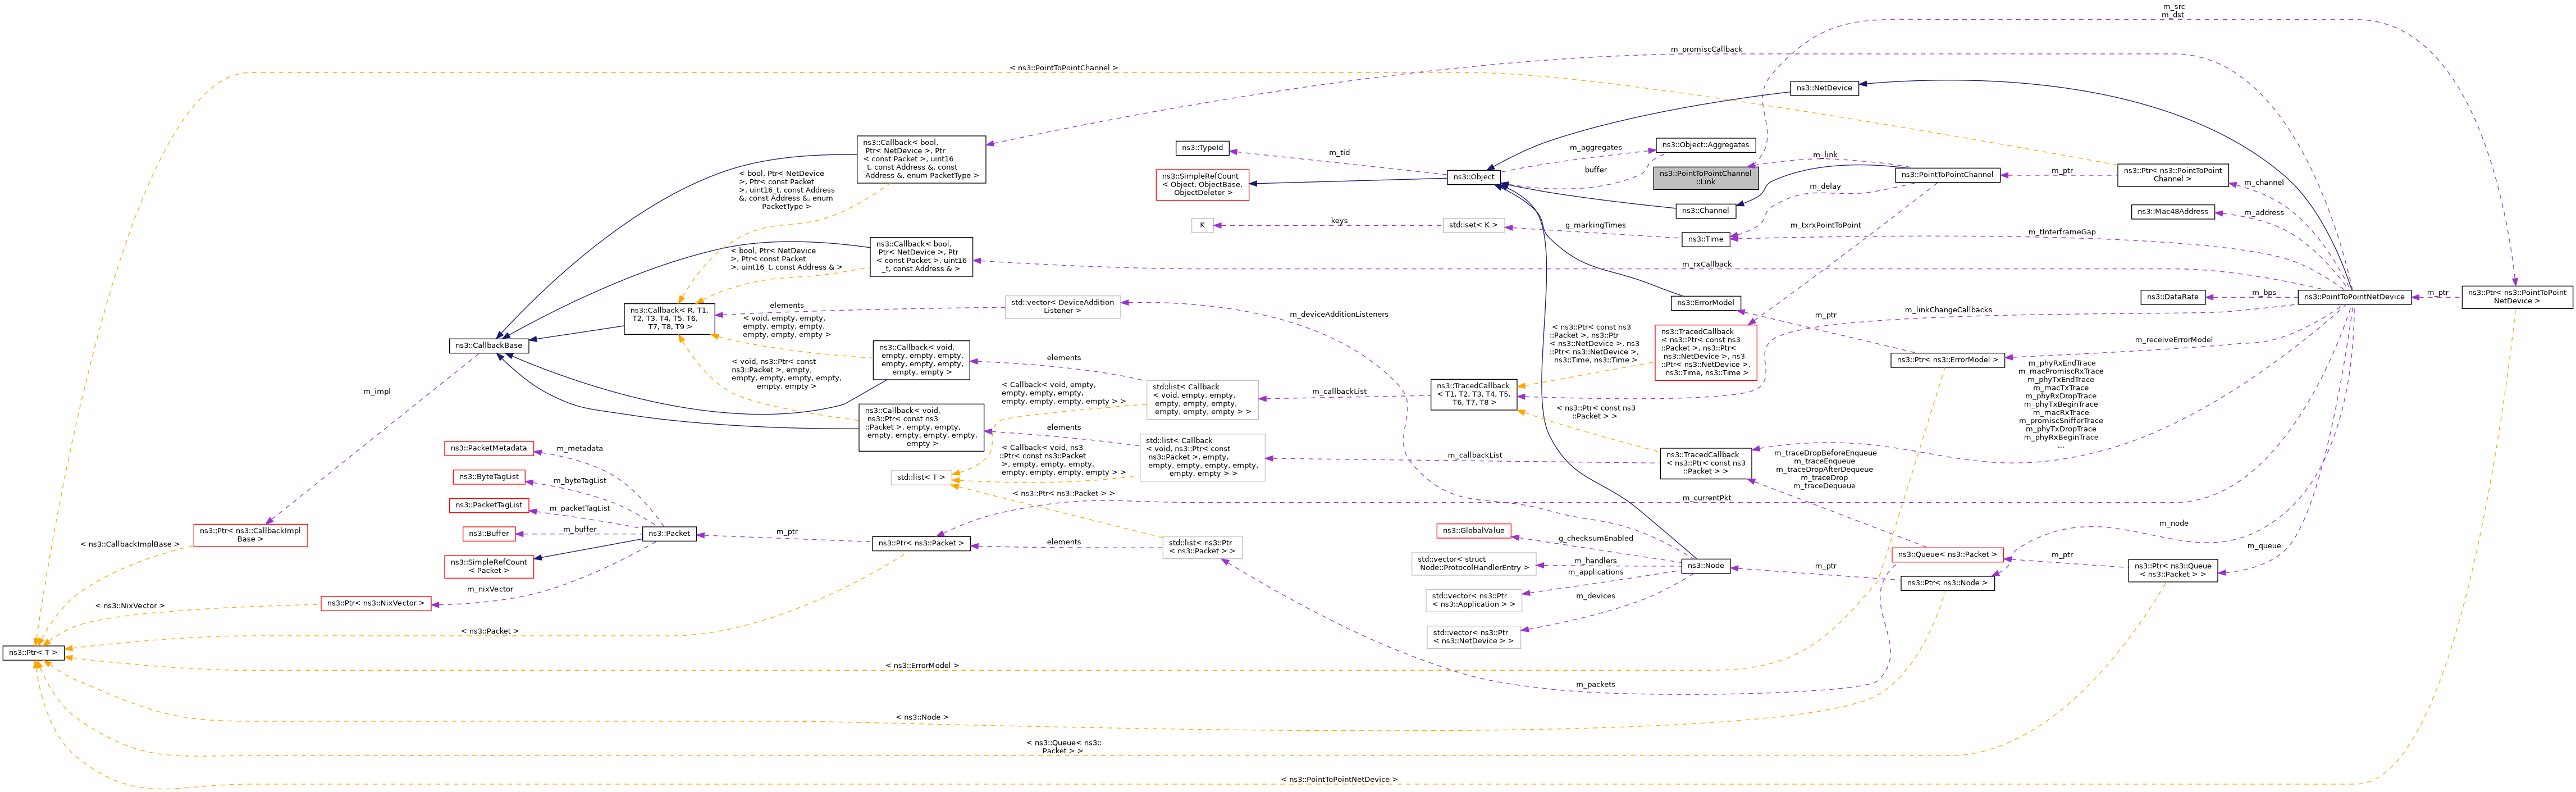 m_src
m_dst
m_promiscCallback
< ns3::PointToPointChannel >
ns3::NetDevice
ns3::Callback< bool,
Ptr< NetDevice >, Ptr
< const Packet >, uint16
_t, const Address &, const
Address &, enum PacketType >
ns3::TypeId
m_tid
m_aggregates
ns3::Object::Aggregates
m_link
buffer
ns3::Object
ns3::SimpleRefCount
< Object, ObjectBase,
ObjectDeleter >
ns3::PointToPointChannel
::Link
ns3::PointToPointChannel
m_ptr
ns3::Ptr< ns3::PointToPoint
Channel >
m_channel
m_delay
< bool, Ptr< NetDevice
>, Ptr< const Packet
>, uint16_t, const Address
&, const Address &, enum
PacketType >
ns3::Channel
ns3::Mac48Address
m_address
K
keys
std::set< K >
g_markingTimes
ns3::Time
m_txrxPointToPoint
m_tInterframeGap
ns3::Callback< bool,
Ptr< NetDevice >, Ptr
< const Packet >, uint16
_t, const Address & >
< bool, Ptr< NetDevice
>, Ptr< const Packet
>, uint16_t, const Address & >
m_rxCallback
ns3::DataRate
m_bps
ns3::PointToPointNetDevice
m_ptr
ns3::Ptr< ns3::PointToPoint
NetDevice >
ns3::Callback< R, T1,
T2, T3, T4, T5, T6,
T7, T8, T9 >
elements
std::vector< DeviceAddition
Listener >
m_deviceAdditionListeners
ns3::ErrorModel
m_ptr
m_linkChangeCallbacks
< void, empty, empty,
empty, empty, empty,
empty, empty, empty >
ns3::CallbackBase
ns3::Callback< void,
empty, empty, empty,
empty, empty, empty,
empty, empty >
elements
< ns3::Ptr< const ns3
::Packet >, ns3::Ptr
< ns3::NetDevice >, ns3
::Ptr< ns3::NetDevice >,
ns3::Time, ns3::Time >
ns3::TracedCallback
< ns3::Ptr< const ns3
::Packet >, ns3::Ptr<
ns3::NetDevice >, ns3
::Ptr< ns3::NetDevice >,
ns3::Time, ns3::Time >
ns3::Ptr< ns3::ErrorModel >
m_receiveErrorModel
< void, ns3::Ptr< const
ns3::Packet >, empty,
empty, empty, empty, empty,
empty, empty >
m_impl
< Callback< void, empty,
empty, empty, empty,
empty, empty, empty, empty > >
std::list< Callback
< void, empty, empty,
empty, empty, empty,
empty, empty, empty > >
m_callbackList
ns3::TracedCallback
< T1, T2, T3, T4, T5,
T6, T7, T8 >
m_phyRxEndTrace
m_macPromiscRxTrace
m_phyTxEndTrace
m_macTxTrace
m_phyRxDropTrace
m_phyTxBeginTrace
m_macRxTrace
m_promiscSnifferTrace
m_phyTxDropTrace
m_phyRxBeginTrace
...
ns3::Callback< void,
ns3::Ptr< const ns3
::Packet >, empty, empty,
empty, empty, empty, empty,
empty >
elements
< ns3::Ptr< const ns3
::Packet > >
std::list< Callback
< void, ns3::Ptr< const
ns3::Packet >, empty,
empty, empty, empty, empty,
empty, empty > >
m_callbackList
ns3::TracedCallback
< ns3::Ptr< const ns3
::Packet > >
m_traceDropBeforeEnqueue
m_traceEnqueue
m_traceDropAfterDequeue
m_traceDrop
m_traceDequeue
ns3::PacketMetadata
m_metadata
< Callback< void, ns3
::Ptr< const ns3::Packet
>, empty, empty, empty,
empty, empty, empty, empty > >
std::list< T >
ns3::ByteTagList
m_byteTagList
< ns3::Ptr< ns3::Packet > >
m_currentPkt
ns3::PacketTagList
m_packetTagList
ns3::Ptr< ns3::CallbackImpl
Base >
< ns3::CallbackImplBase >
ns3::Buffer
m_buffer
ns3::Packet
m_ptr
ns3::Ptr< ns3::Packet >
elements
std::list< ns3::Ptr
< ns3::Packet > >
ns3::GlobalValue
g_checksumEnabled
m_node
m_queue
ns3::SimpleRefCount
< Packet >
std::vector< struct
Node::ProtocolHandlerEntry >
m_handlers
m_applications
ns3::Node
m_ptr
ns3::Queue< ns3::Packet >
m_ptr
ns3::Ptr< ns3::Queue
< ns3::Packet > >
ns3::Ptr< ns3::Node >
m_nixVector
std::vector< ns3::Ptr
< ns3::Application > >
m_devices
< ns3::NixVector >
ns3::Ptr< ns3::NixVector >
std::vector< ns3::Ptr
< ns3::NetDevice > >
< ns3::Packet >
ns3::Ptr< T >
< ns3::ErrorModel >
m_packets
< ns3::Node >
< ns3::Queue< ns3::
Packet > >
< ns3::PointToPointNetDevice >